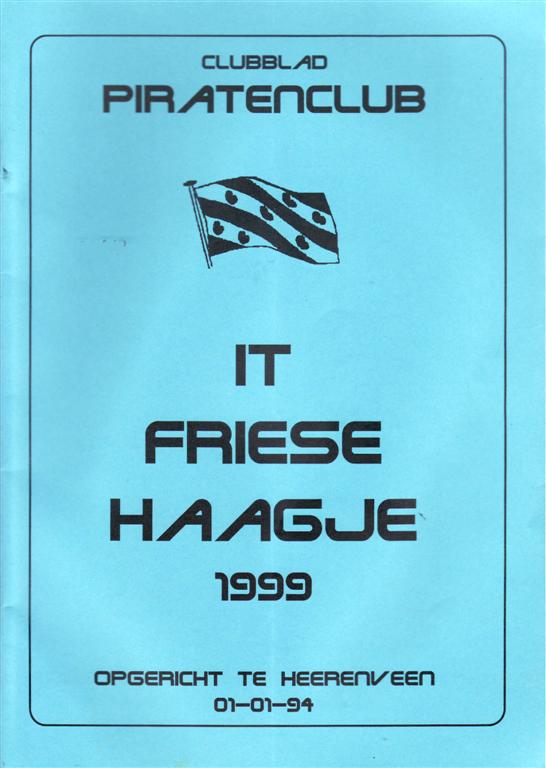 CLUBBLAD
PIRATENCLUB
IT
FRIESE
HAAGJE
1999
OPGERICHT TE HEERENVEEN
01-01-94